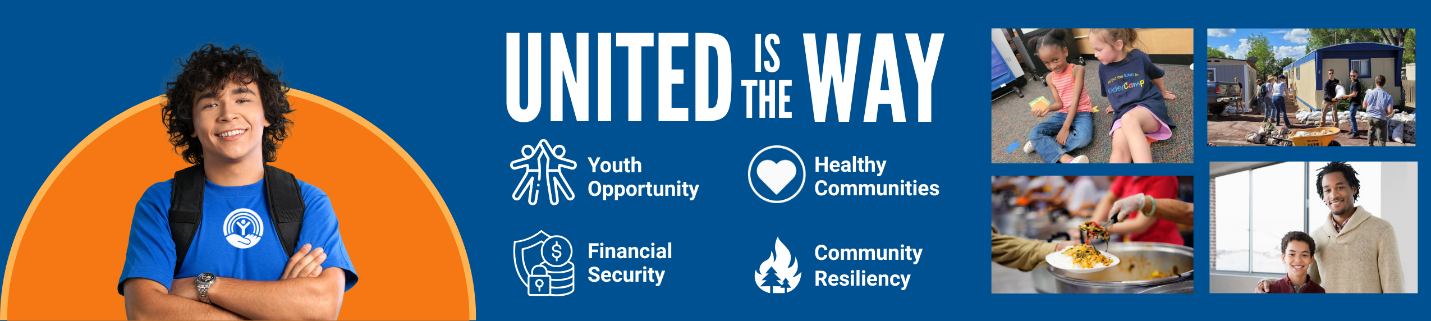 UNITED IS THE WAY
Youth
Opportunity
Healthy
Communities
Financial
Security
$
Community
Resiliency